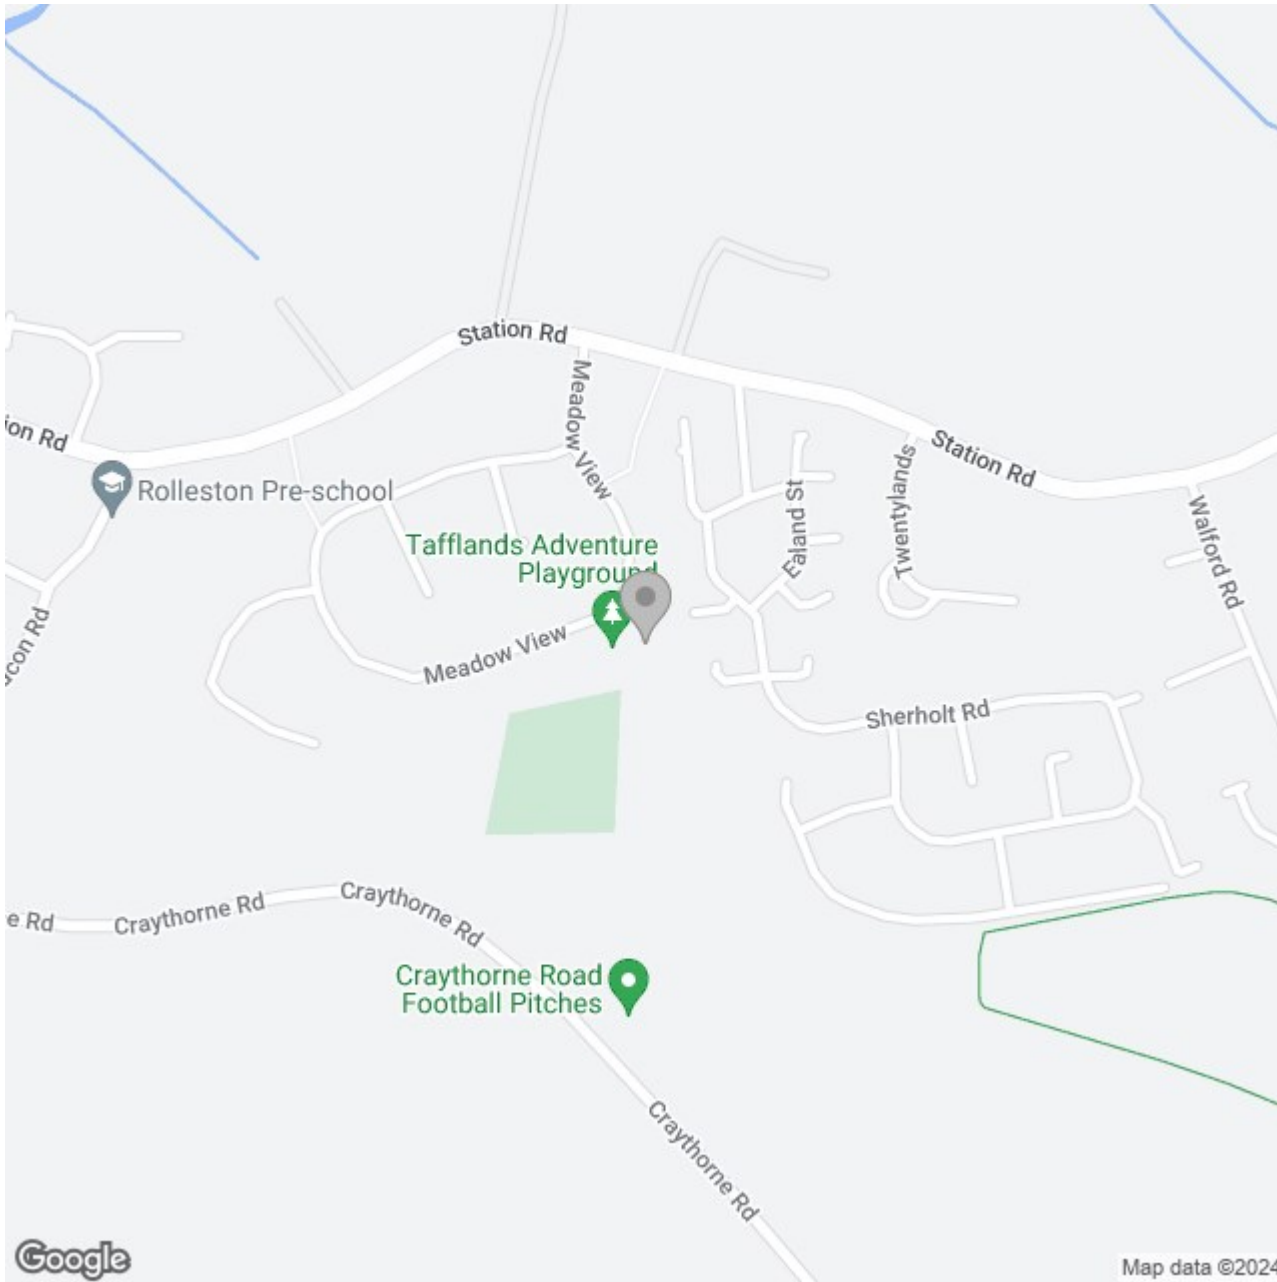 Station Rd
ion Rd
Meadow View
Station Rd
Rolleston Pre-school
Ealand St
Twentylands
Walford Rd
Tafflands Adventure
Playground
Meadow View
con Rd
Sherholt Rd
Craythorne Rd
e Rd
Craythorne Rd
Craythorne Road
Football Pitches
Craythorne Rd
Google
Map data ©2024